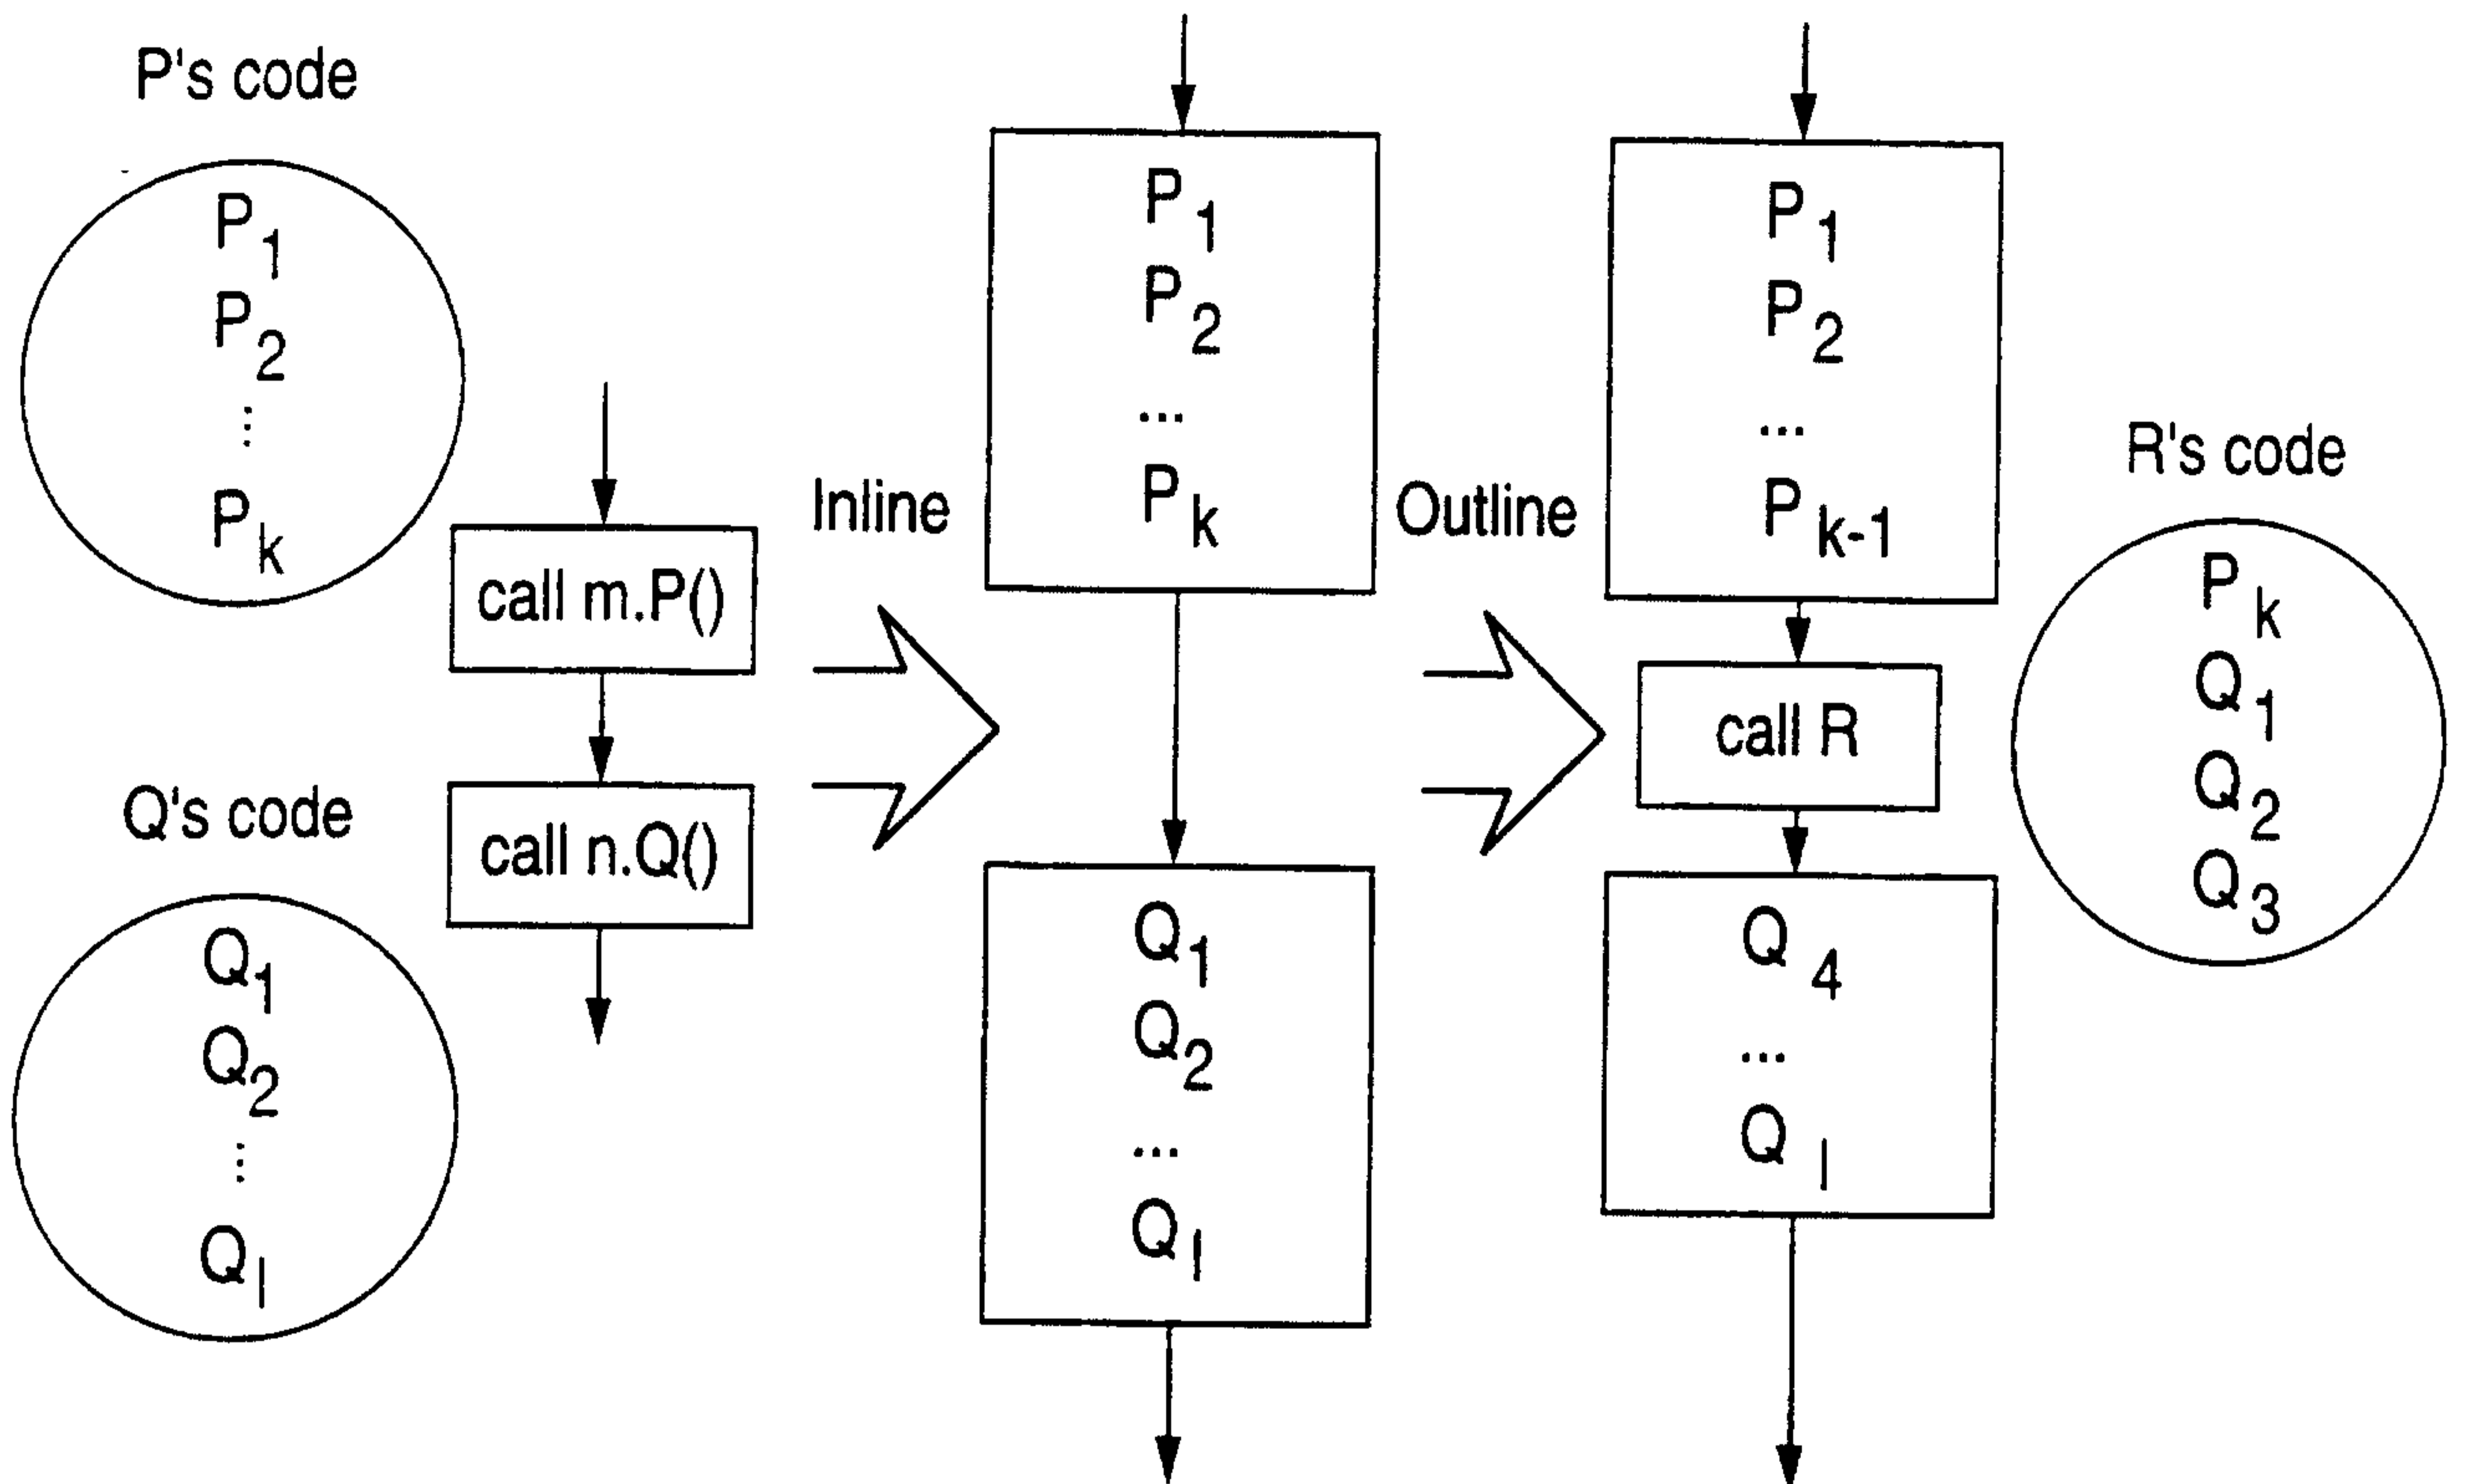 P's code
P1
P2
⋮
Pk
call m.P()
call n.Q()
Q's code
Q1
Q2
⋮
Ql
Inline
P1
P2
...
Pk
Q1
Q2
...
Ql
Outline
P1
P2
...
Pk-1
call R
Q4
...
Ql
R's code
Pk
Q1
Q2
Q3